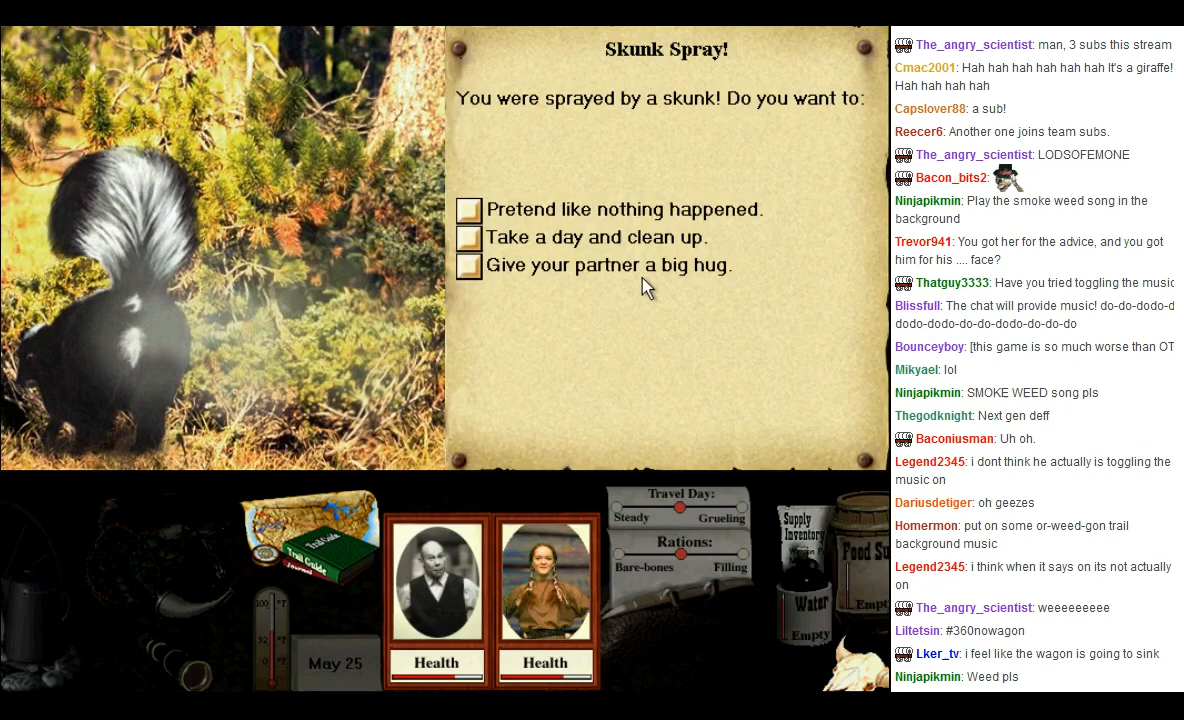 Skunk Spray!
You were sprayed by a skunk! Do you want to:
Pretend like nothing happened.
Take a day and clean up.
Give your partner a big hug.
Trail Guide
Trail Guide
Journal
100 °F
32 °F
0 °F
May 25
Health
Health
Travel Day:
Steady Grueling
Rations:
Bare-bones Filling
Supply
Inventory
Water
Empty
Food Su
Empt
The_angry_scientist: man, 3 subs this stream
Cmac2001: Hah hah hah hah hah hah It's a giraffe!
Hah hah hah hah
Capslover88: a sub!
Reecer6: Another one joins team subs.
The_angry_scientist: LODSOFEMONE
Bacon_bits2:
Ninjapikmin: Play the smoke weed song in the
background
Trevor941: You got her for the advice, and you got
him for his .... face?
Thatguy3333: Have you tried toggling the music
Blissfull: The chat will provide music! do-do-dodo-d
dodo-dodo-do-do-dodo-do-do-do
Bounceyboy: [this game is so much worse than OT
Mikyael: lol
Ninjapikmin: SMOKE WEED song pls
Thegodknight: Next gen deff
Baconiusman: Uh oh.
Legend2345: i dont think he actually is toggling the
music on
Dariusdetiger: oh geezes
Homermon: put on some or-weed-gon trail
background music
Legend2345: i think when it says on its not actually
on
The_angry_scientist: weeeeeeeee
Liltetsin: #360nowagon
Lker_tv: i feel like the wagon is going to sink
Ninjapikmin: Weed pls